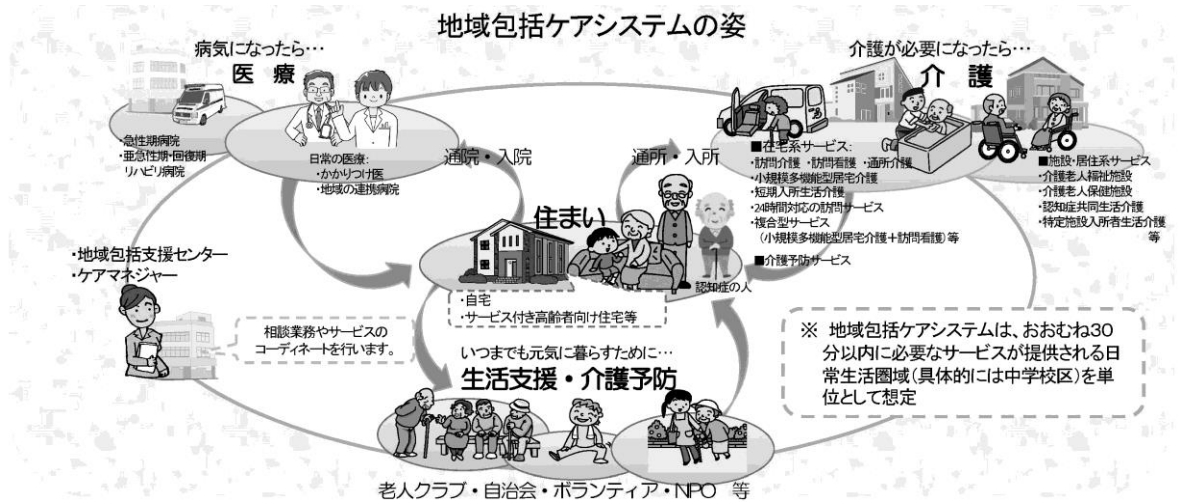 地域包括ケアシステムの姿
病気になったら…
医 療
・急性期病院
・亜急性期・回復期
リハビリ病院
日常の医療:
・かかりつけ医
・地域の連携病院
通院・入院
通所・入所
介護が必要になったら…
介 護
■在宅系サービス:
・訪問介護 ・訪問看護 ・通所介護
・小規模多機能型居宅介護
・短期入所生活介護
・24時間対応の訪問サービス
・複合型サービス
(小規模多機能型居宅介護+訪問看護)等
■介護予防サービス
■施設・居住系サービス
・介護老人福祉施設
・介護老人保健施設
・認知症共同生活介護
・特定施設入所者生活介護
等
住まい
認知症の人
・自宅
・サービス付き高齢者向け住宅等
・地域包括支援センター
・ケアマネジャー
相談業務やサービスの
コーディネートを行います。
いつまでも元気に暮らすために…
生活支援・介護予防
老人クラブ・自治会・ボランティア・NPO 等
※ 地域包括ケアシステムは、おおむね30
分以内に必要なサービスが提供される日
常生活圏域(具体的には中学校区)を単
位として想定